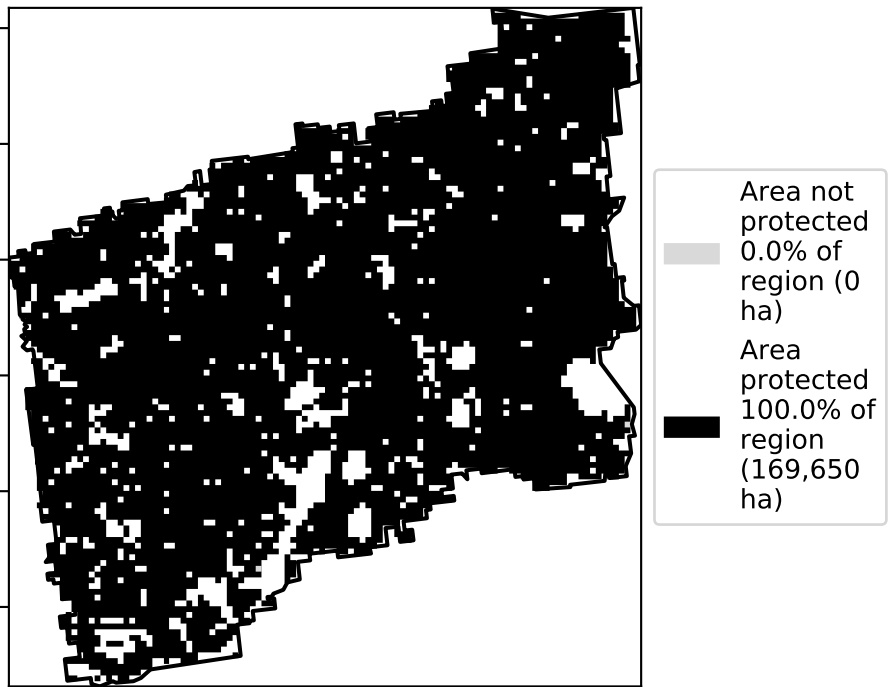 Area not
protected
0.0% of
region (0
ha)
Area
protected
100.0% of
region
(169,650
ha)